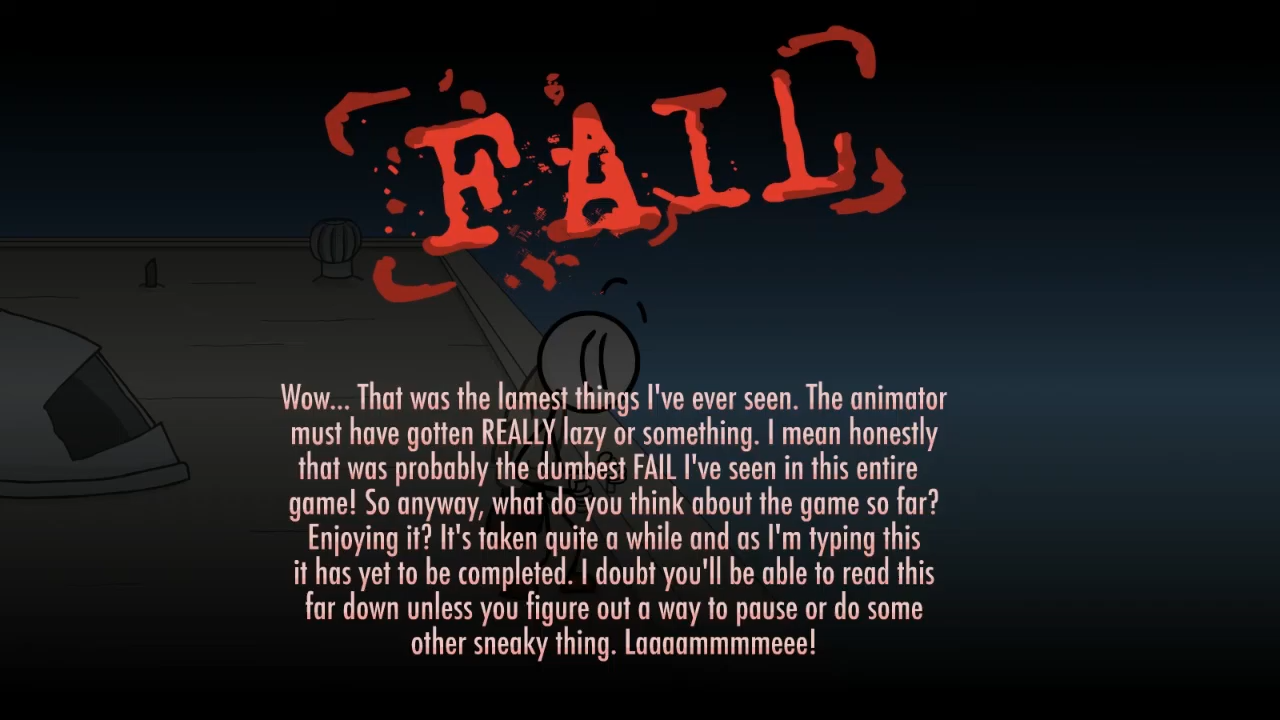 FAIL
Wow... That was the lamest things I've ever seen. The animator
must have gotten REALLY lazy or something. I mean honestly
that was probably the dumbest FAIL I've seen in this entire
game! So anyway, what do you think about the game so far?
Enjoying it? It's taken quite a while and as I'm typing this
it has yet to be completed. I doubt you'll be able to read this
far down unless you figure out a way to pause or do some
other sneaky thing. Laaaammmmeee!